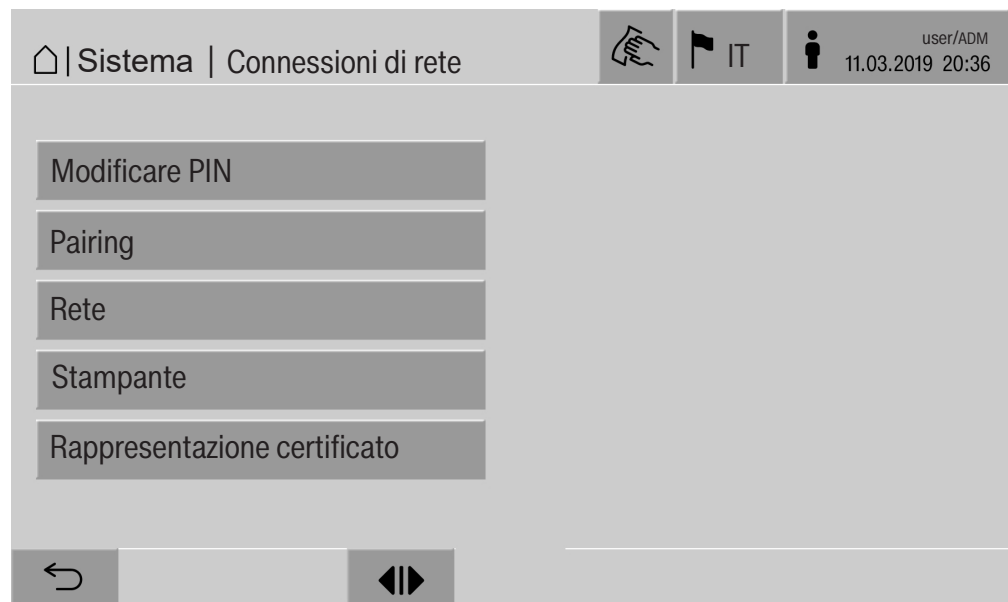 | Sistema | Connessioni di rete
IT
user/ADM
11.03.2019 20:36
Modificare PIN
Pairing
Rete
Stampante
Rappresentazione certificato